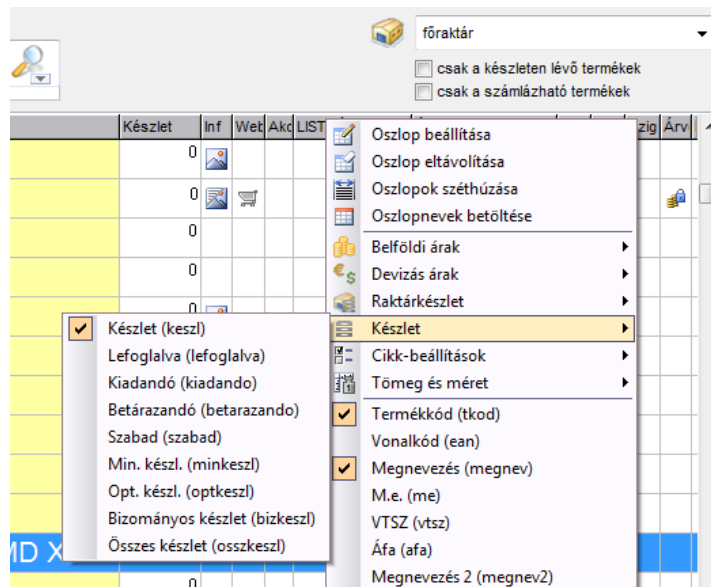 főraktár
csak a készleten lévő termékek
csak a számlázható termékek
Készlet Inf Web Akc LIST zig Árv
0
0
0
0
0
Oszlop beállítása
Oszlop eltávolítása
Oszlopok széthúzása
Oszlopnevek betöltése
Belföldi árak
Devizás árak
Raktárkészlet
Készlet
Cikk-beállítások
Tömeg és méret
Termékkód (tkod)
Vonalkód (ean)
Megnevezés (megnev)
M.e. (me)
VTSZ (vtsz)
Áfa (afa)
Megnevezés 2 (megnev2)
Készlet (keszl)
Lefoglalva (lefoglalva)
Kiadandó (kiadando)
Betárazandó (betarazando)
Szabad (szabad)
Min. készl. (minkeszl)
Opt. készl. (optkeszl)
Bizományos készlet (bizkeszl)
Összes készlet (osszkeszl)
MD X
0